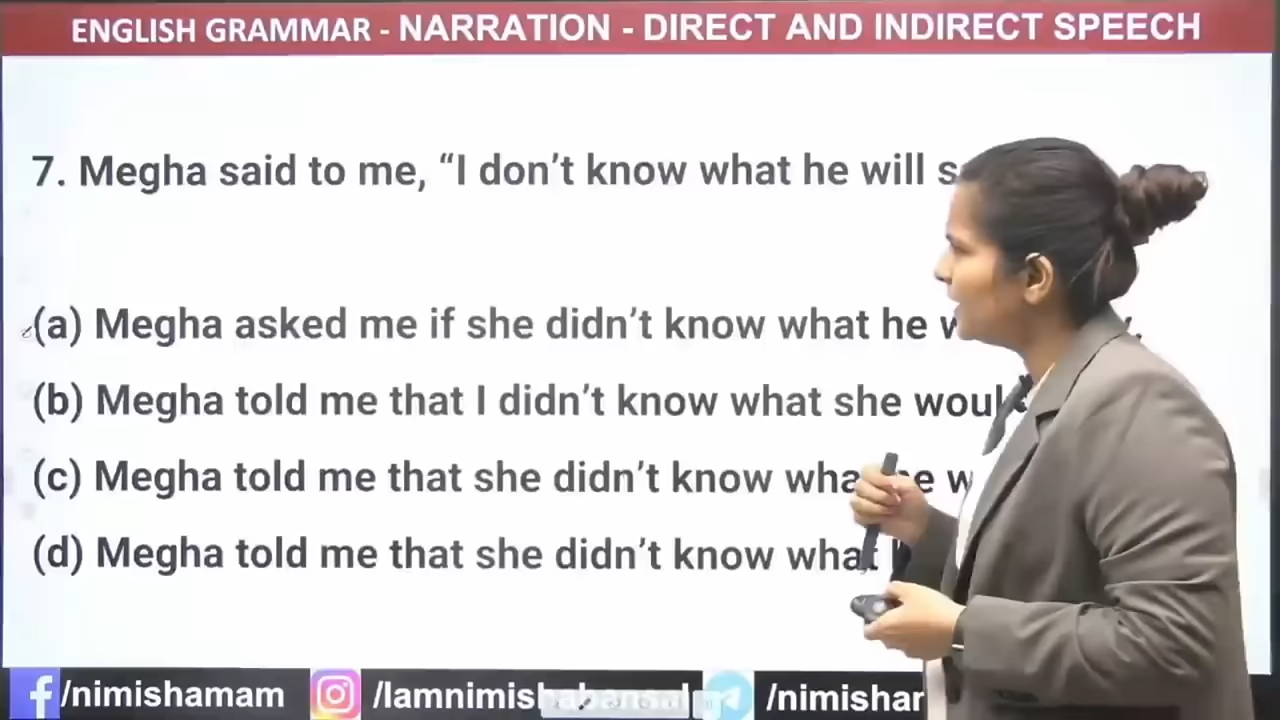 ENGLISH GRAMMAR - NARRATION - DIRECT AND INDIRECT SPEECH
7. Megha said to me, “I don’t know what he will
(a) Megha asked me if she didn’t know what he
(b) Megha told me that I didn’t know what she
(c) Megha told me that she didn’t know
(d) Megha told me that she didn’t know what
/nimishamam
/Iamnimishabansal